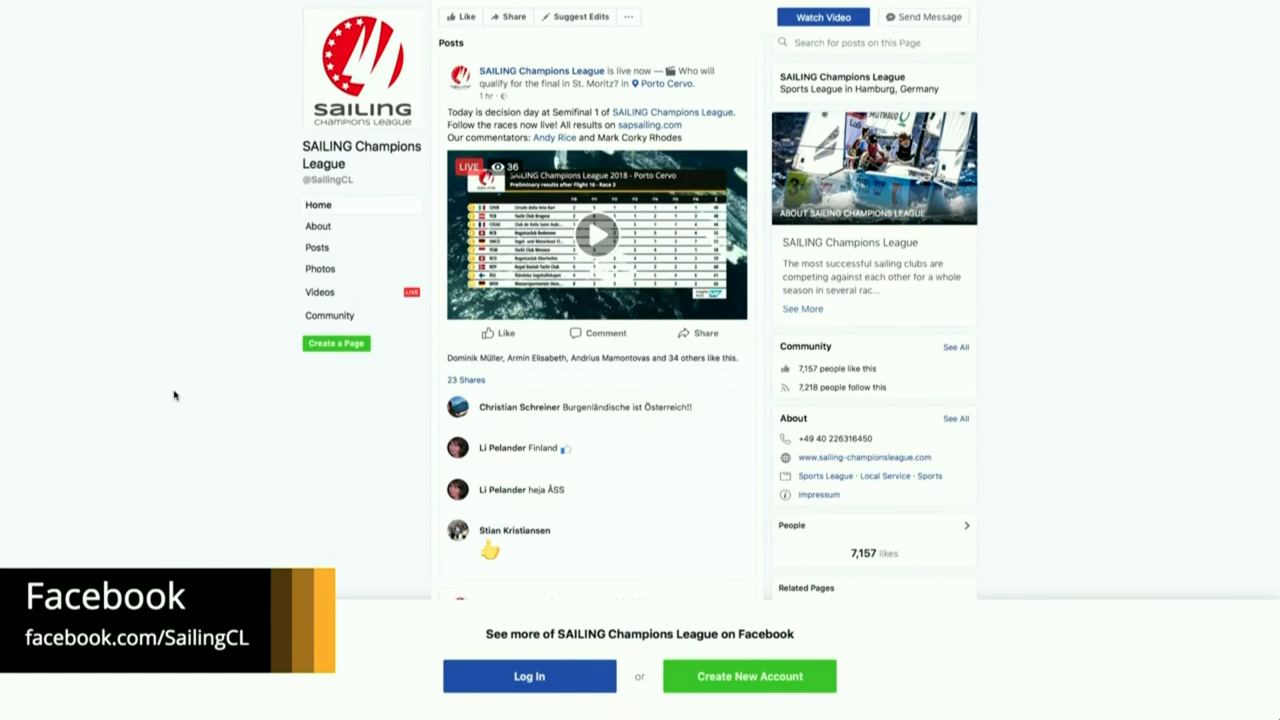 SAILING
CHAMPIONS LEAGUE
SAILING Champions
League
@SailingCL
Home
About
Posts
Photos
Videos
LIVE
Community
Create a Page
Like
Share
Suggest Edits
Posts
SAILING Champions League is live now — 🎬 Who will
qualify for the final in St. Moritz? in Porto Cervo.
1 hr ·
Today is decision day at Semifinal 1 of SAILING Champions League.
Follow the races now live! All results on sapsailing.com
Our commentators: Andy Rice and Mark Corky Rhodes
LIVE 36
SAILING Champions League 2018 - Porto Cervo
Preliminary results after Flight 16 - Race 3
Like
Comment
Share
Dominik Müller, Armin Elisabeth, Andrius Mamontovas and 34 others like this.
23 Shares
Christian Schreiner Burgenländische ist Österreich!!
Li Pelander Finland
Li Pelander heja ÅSS
Stian Kristiansen
👍
Watch Video
Send Message
Search for posts on this Page
SAILING Champions League
Sports League in Hamburg, Germany
ABOUT SAILING CHAMPIONS LEAGUE
SAILING Champions League
The most successful sailing clubs are
competing against each other for a whole
season in several rac...
See More
Community
See All
7,157 people like this
7,218 people follow this
About
See All
+49 40 226316450
www.sailing-championsleague.com
Sports League · Local Service · Sports
Impressum
People
7,157 likes
Related Pages
Facebook
facebook.com/SailingCL
See more of SAILING Champions League on Facebook
Log In
or
Create New Account